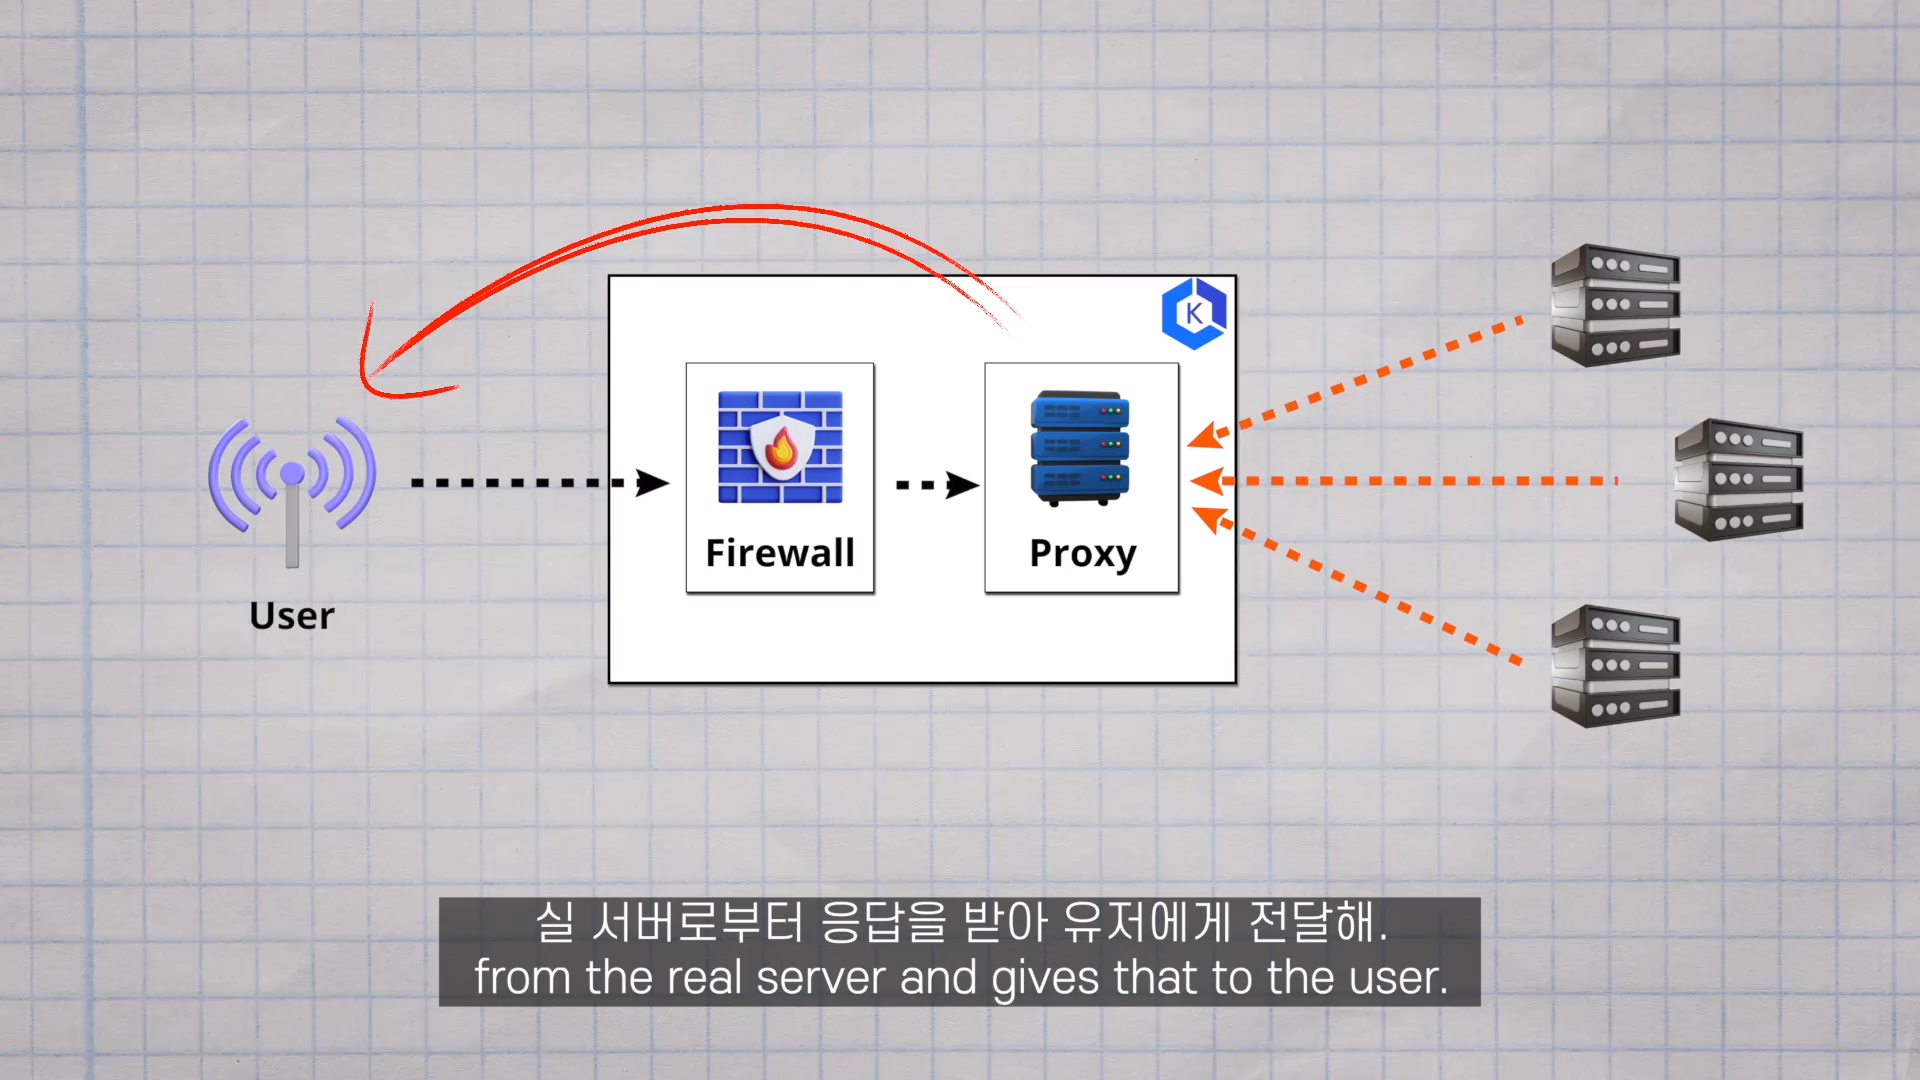 K
Firewall
Proxy
User
실 서버로부터 응답을 받아 유저에게 전달해.
from the real server and gives that to the user.